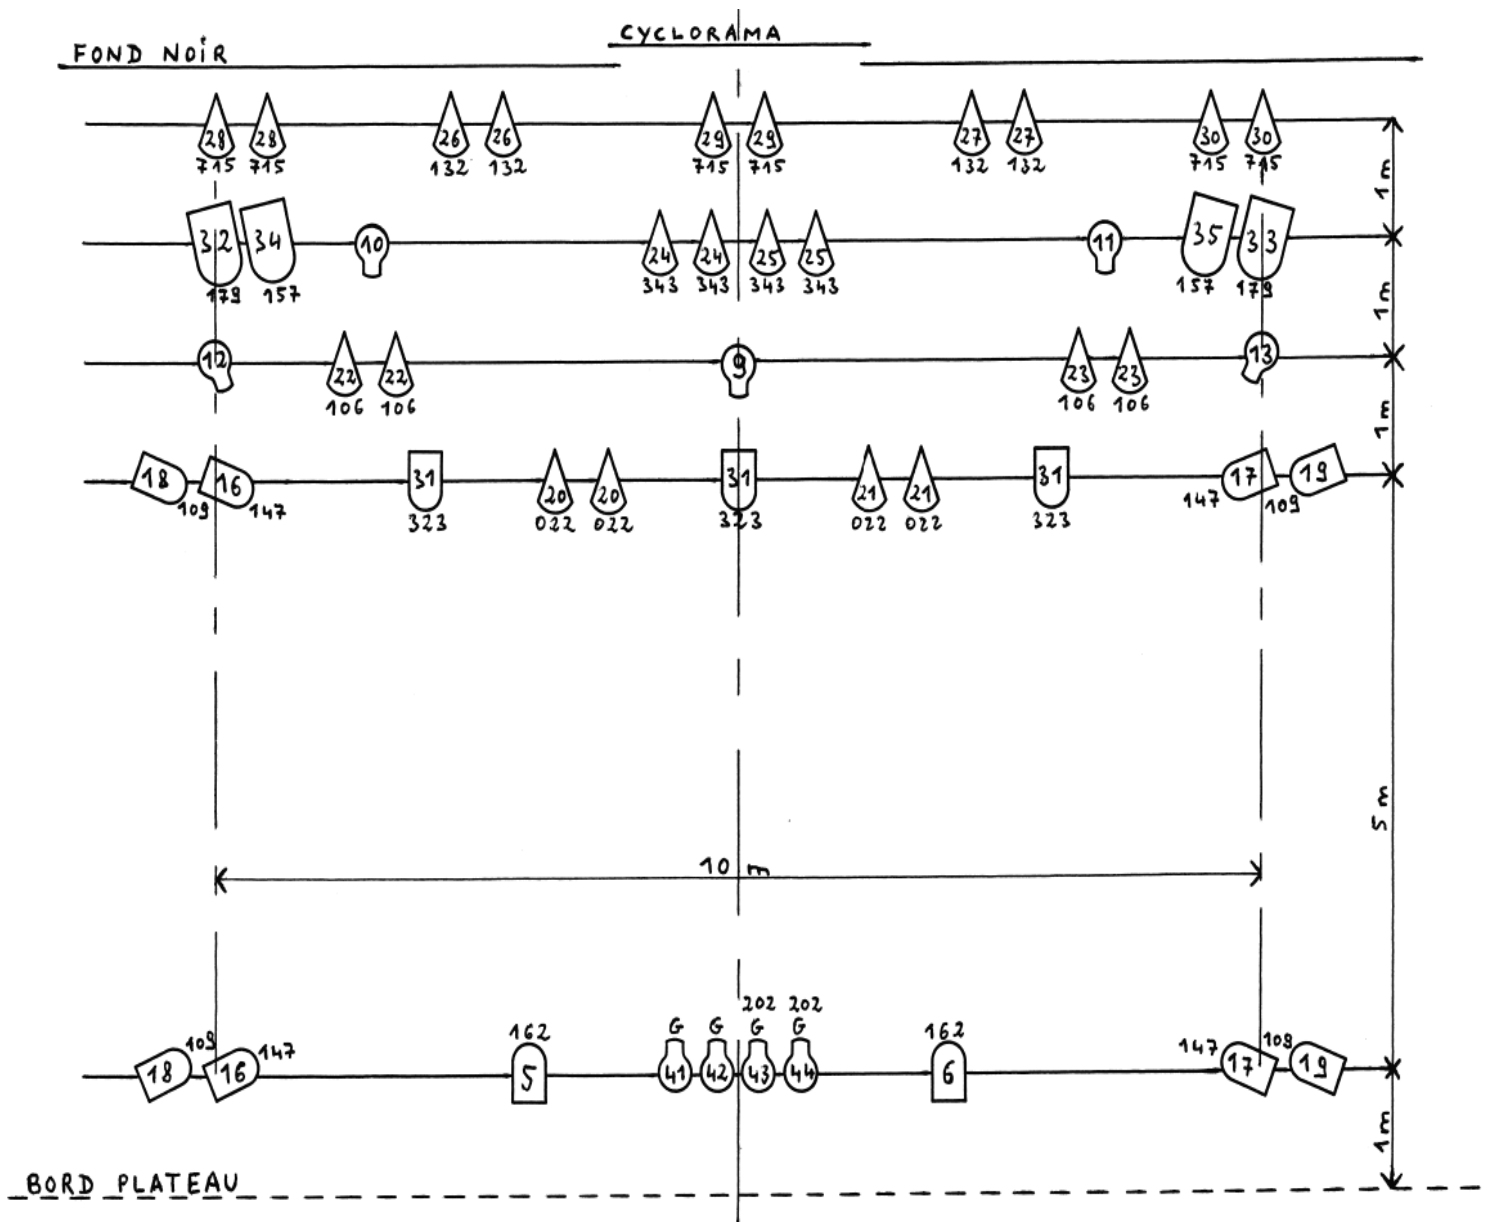 CYCLORAMA
FOND NOIR
28 28 26 26 29 29 27 27 30 30
715 715 132 132 715 715 132 132 715 715
1m
32 34 10 24 24 25 25 11 35 33
179 157 343 343 343 343 157 179
1m
12 22 22 9 23 23 13
106 106 106 106
1m
18 16 31 20 20 31 21 21 31 17 19
109 147 323 022 022 323 022 022 323 147 109
5m
10 m
202 202
109 147 162 G G G G 162 147 109
18 16 5 41 42 43 44 6 17 19
1m
BORD PLATEAU